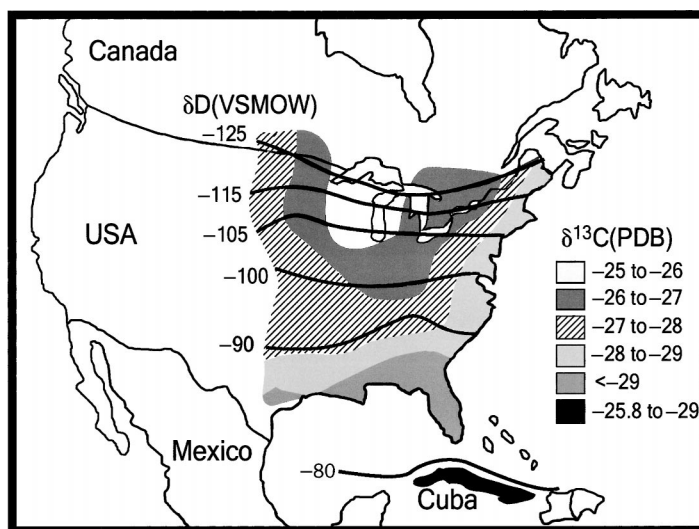 Canada
δD(VSMOW)
−125
−115
−105
USA
−100
−90
Mexico
−80
Cuba
δ¹³C(PDB)
−25 to −26
−26 to −27
−27 to −28
−28 to −29
<−29
−25.8 to −29